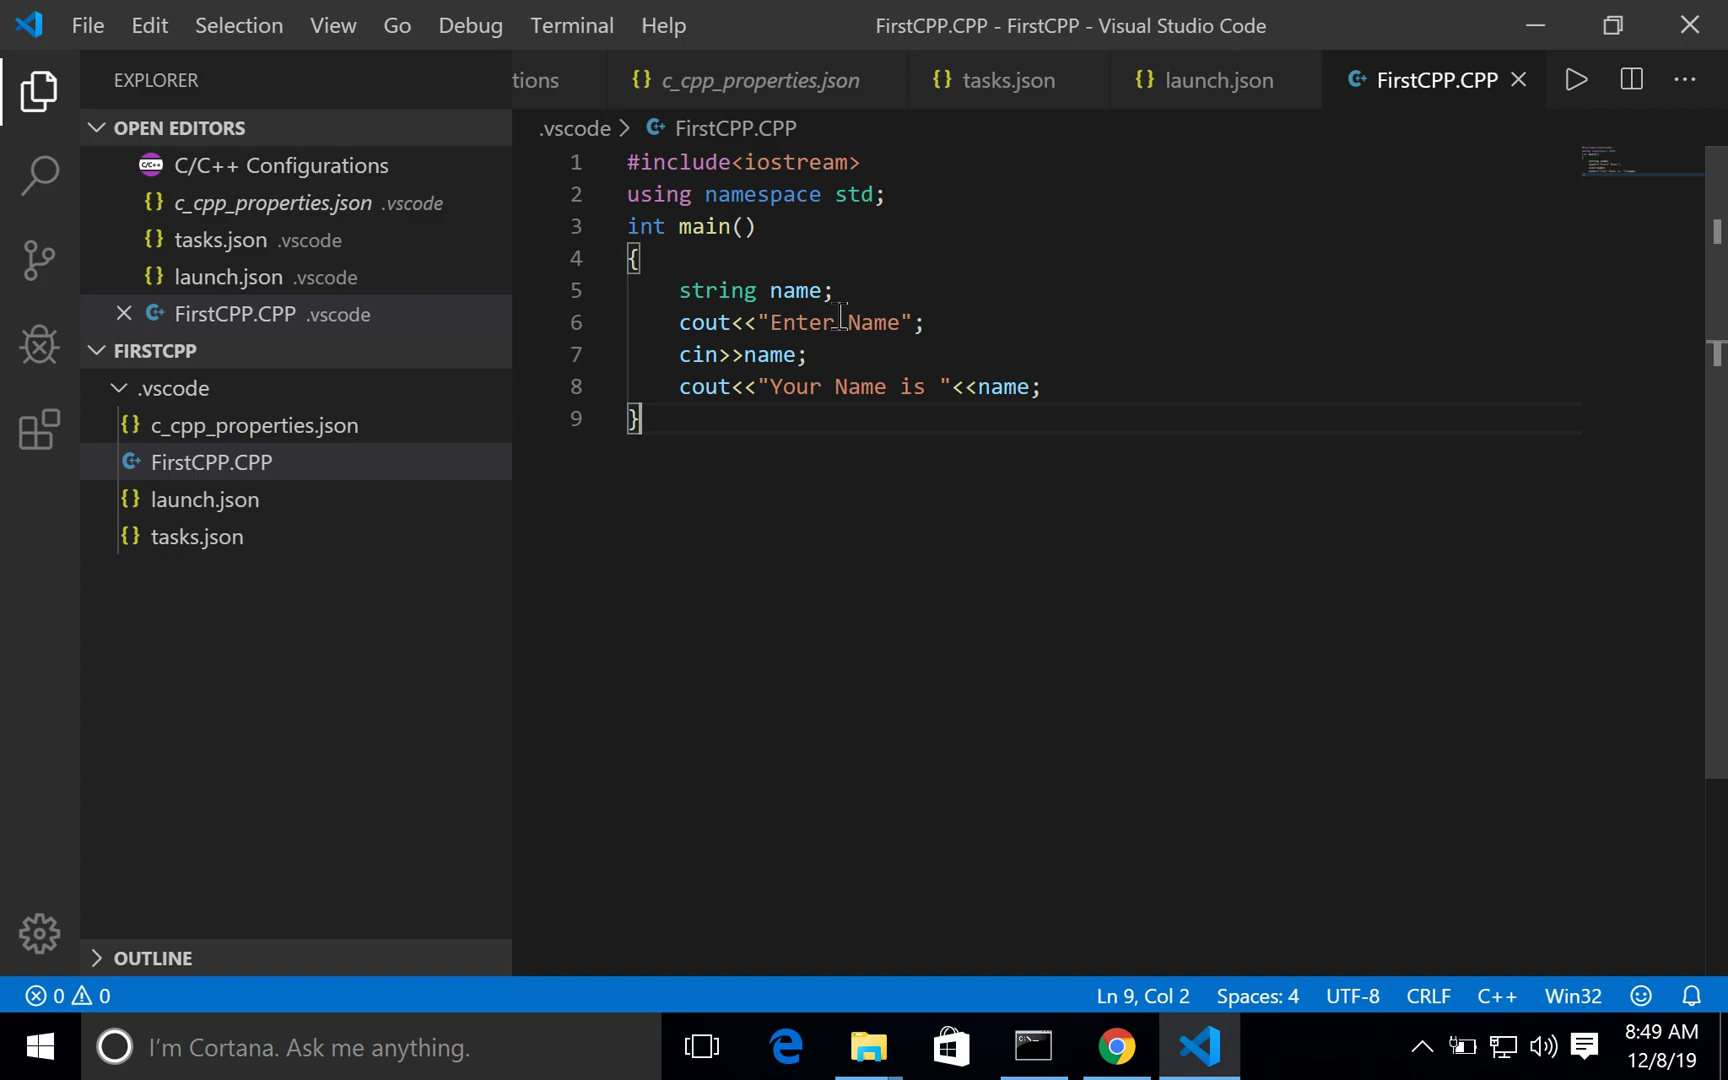 File Edit Selection View Go Debug Terminal Help FirstCPP.CPP - FirstCPP - Visual Studio Code
EXPLORER
tions {} c_cpp_properties.json {} tasks.json {} launch.json FirstCPP.CPP
OPEN EDITORS
.vscode > FirstCPP.CPP
C/C++ C/C++ Configurations
{} c_cpp_properties.json .vscode
{} tasks.json .vscode
{} launch.json .vscode
FirstCPP.CPP .vscode
FIRSTCPP
.vscode
{} c_cpp_properties.json
FirstCPP.CPP
{} launch.json
{} tasks.json
OUTLINE
1 #include<iostream>
2 using namespace std;
3 int main()
4 {
5 string name;
6 cout<<"Enter Name";
7 cin>>name;
8 cout<<"Your Name is "<<name;
9 }
0 0 Ln 9, Col 2 Spaces: 4 UTF-8 CRLF C++ Win32
I'm Cortana. Ask me anything.
8:49 AM
12/8/19